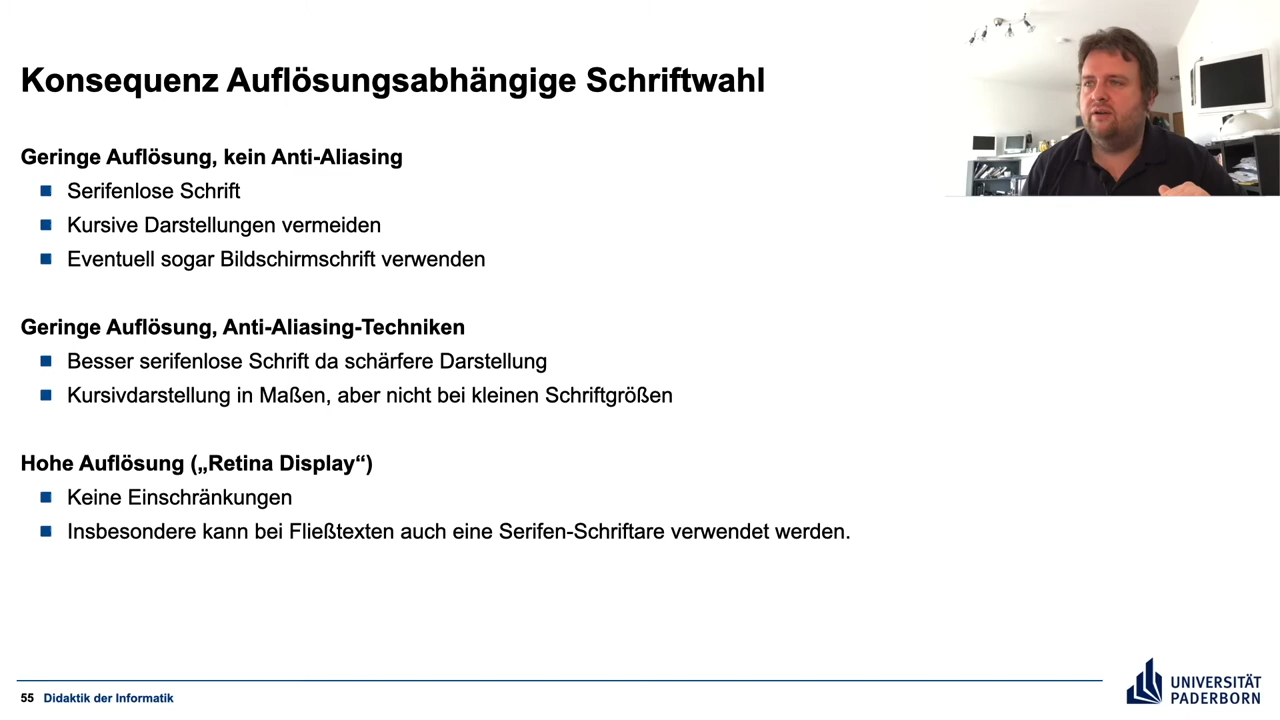 Konsequenz Auflösungsabhängige Schriftwahl
Geringe Auflösung, kein Anti-Aliasing
Serifenlose Schrift
Kursive Darstellungen vermeiden
Eventuell sogar Bildschirmschrift verwenden
Geringe Auflösung, Anti-Aliasing-Techniken
Besser serifenlose Schrift da schärfere Darstellung
Kursivdarstellung in Maßen, aber nicht bei kleinen Schriftgrößen
Hohe Auflösung („Retina Display“)
Keine Einschränkungen
Insbesondere kann bei Fließtexten auch eine Serifen-Schriftare verwendet werden.
55 Didaktik der Informatik
UNIVERSITÄT
PADERBORN